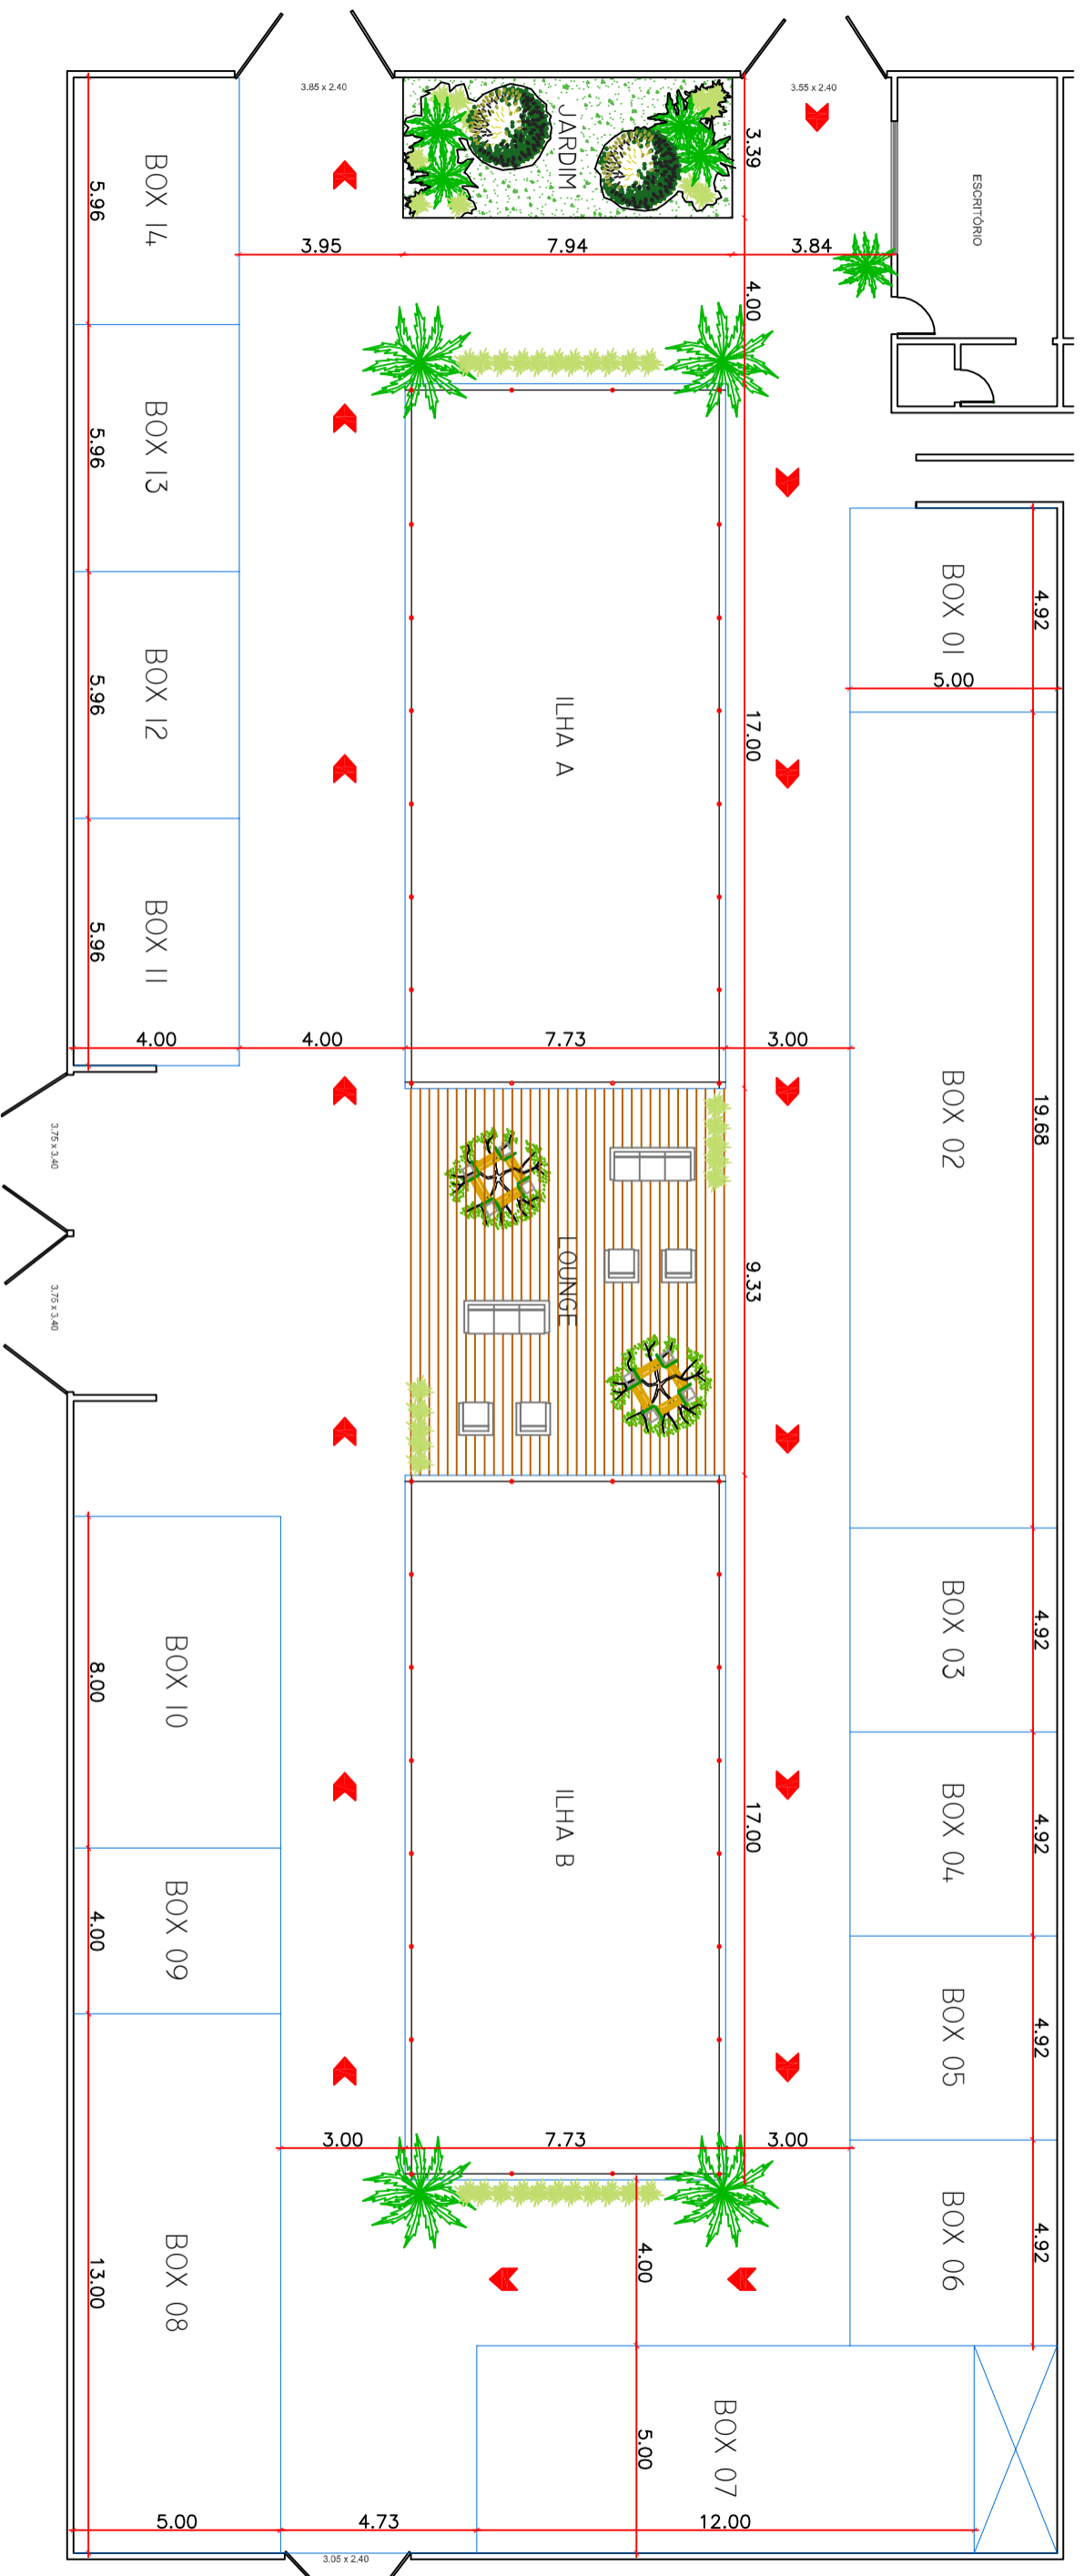 3.85 x 2.40
3.55 x 2.40
JARDIM
3.39
ESCRITÓRIO
BOX 14
5.96
3.95
7.94
3.84
4.00
BOX 13
5.96
BOX 01
4.92
5.00
BOX 12
5.96
ILHA A
17.00
BOX 11
5.96
4.00
4.00
7.73
3.00
BOX 02
19.68
3.75 x 3.40
3.75 x 3.40
LOUNGE
9.33
BOX 03
4.92
BOX 10
8.00
ILHA B
17.00
BOX 04
4.92
BOX 09
4.00
BOX 05
4.92
3.00
7.73
3.00
BOX 06
4.92
BOX 08
13.00
4.00
BOX 07
5.00
5.00
4.73
12.00
3.05 x 2.40